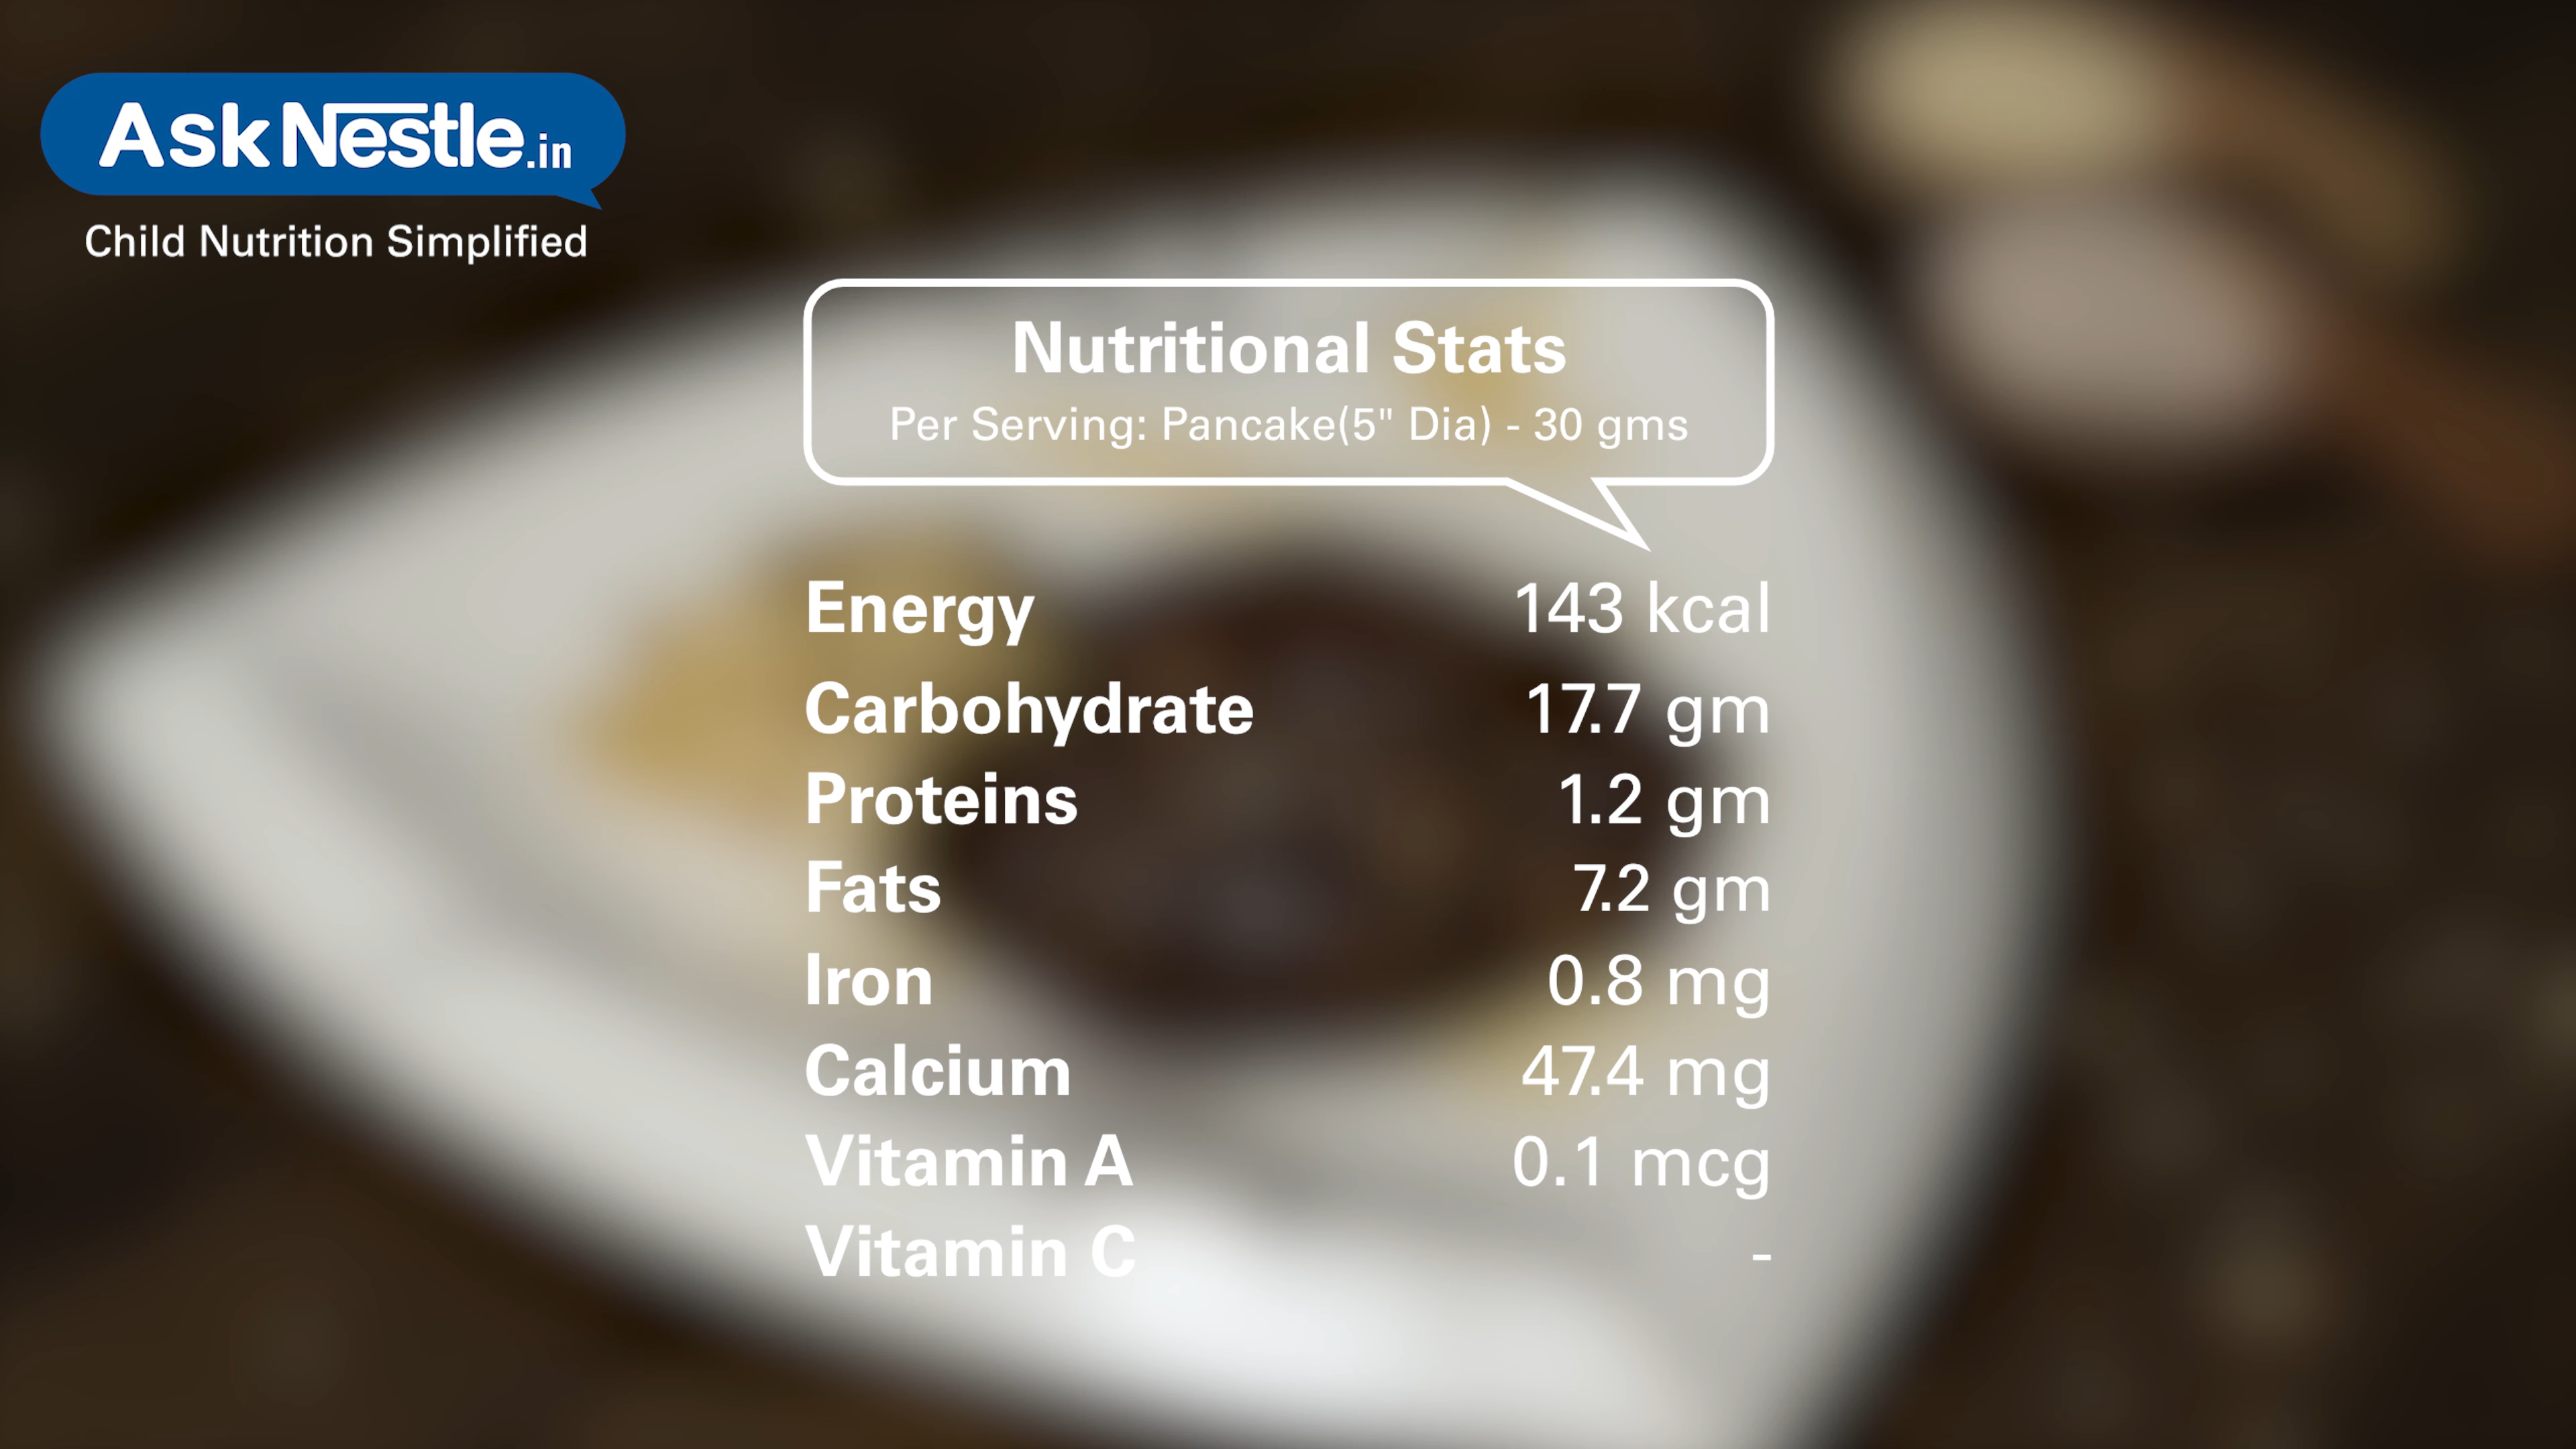 AskNestle.in
Child Nutrition Simplified
Nutritional Stats
Per Serving: Pancake(5" Dia) - 30 gms
Energy 143 kcal
Carbohydrate 17.7 gm
Proteins 1.2 gm
Fats 7.2 gm
Iron 0.8 mg
Calcium 47.4 mg
Vitamin A 0.1 mcg
Vitamin C -